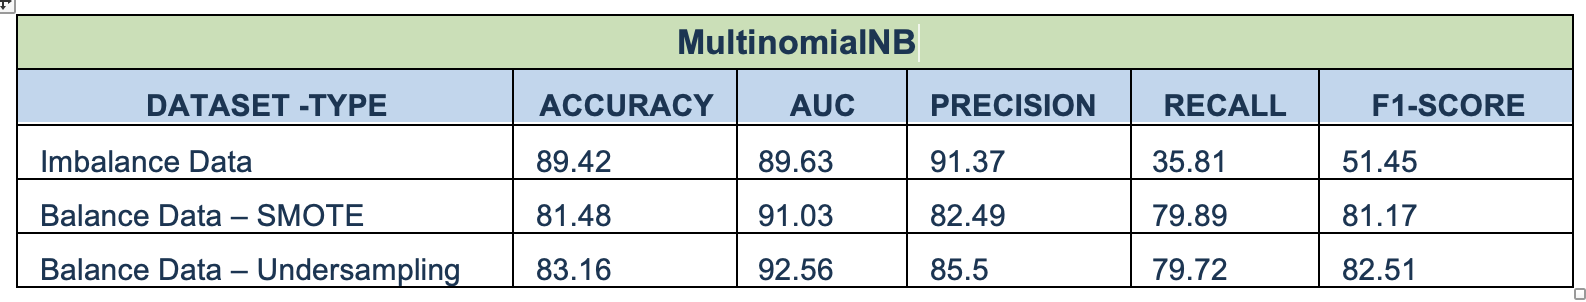 MultinomialNB
DATASET -TYPE ACCURACY AUC PRECISION RECALL F1-SCORE
Imbalance Data 89.42 89.63 91.37 35.81 51.45
Balance Data – SMOTE 81.48 91.03 82.49 79.89 81.17
Balance Data – Undersampling 83.16 92.56 85.5 79.72 82.51